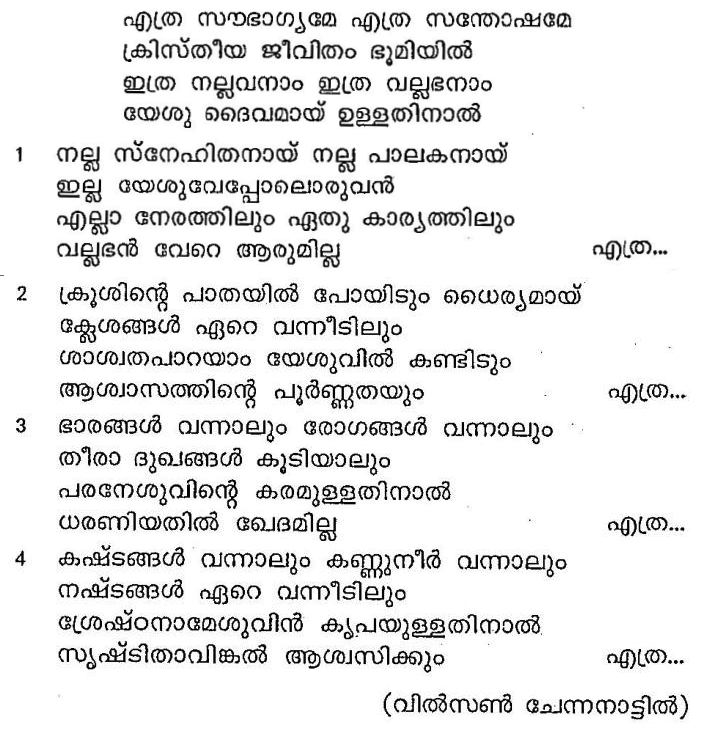 എത്ര സൗഭാഗ്യമേ എത്ര സന്തോഷമേ
ക്രിസ്തീയ ജീവിതം ഭൂമിയിൽ
ഇത്ര നല്ലവനാം ഇത്ര വല്ലഭനാം
യേശു ദൈവമായ് ഉള്ളതിനാൽ
1 നല്ല സ്നേഹിതനായ് നല്ല പാലകനായ്
ഇല്ല യേശുവേപ്പോലൊരുവൻ
എല്ലാ നേരത്തിലും ഏതു കാര്യത്തിലും
വല്ലഭൻ വേറെ ആരുമില്ല എത്ര...
2 ക്രൂശിന്റെ പാതയിൽ പോയിടും ധൈര്യമായ്
ക്ലേശങ്ങൾ ഏറെ വന്നീടിലും
ശാശ്വതപാറയാം യേശുവിൽ കണ്ടിടും
ആശ്വാസത്തിന്റെ പൂർണ്ണതയും എത്ര...
3 ഭാരങ്ങൾ വന്നാലും രോഗങ്ങൾ വന്നാലും
തീരാ ദുഖങ്ങൾ കൂടിയാലും
പരനേശുവിന്റെ കരമുള്ളതിനാൽ
ധരണിയതിൽ ഖേദമില്ല എത്ര...
4 കഷ്ടങ്ങൾ വന്നാലും കണ്ണുനീർ വന്നാലും
നഷ്ടങ്ങൾ ഏറെ വന്നീടിലും
ശ്രേഷ്ഠനാമേശുവിൻ കൃപയുള്ളതിനാൽ
സൃഷ്ടിതാവിങ്കൽ ആശ്വസിക്കും എത്ര...
(വിൽസൺ ചേന്നനാട്ടിൽ)